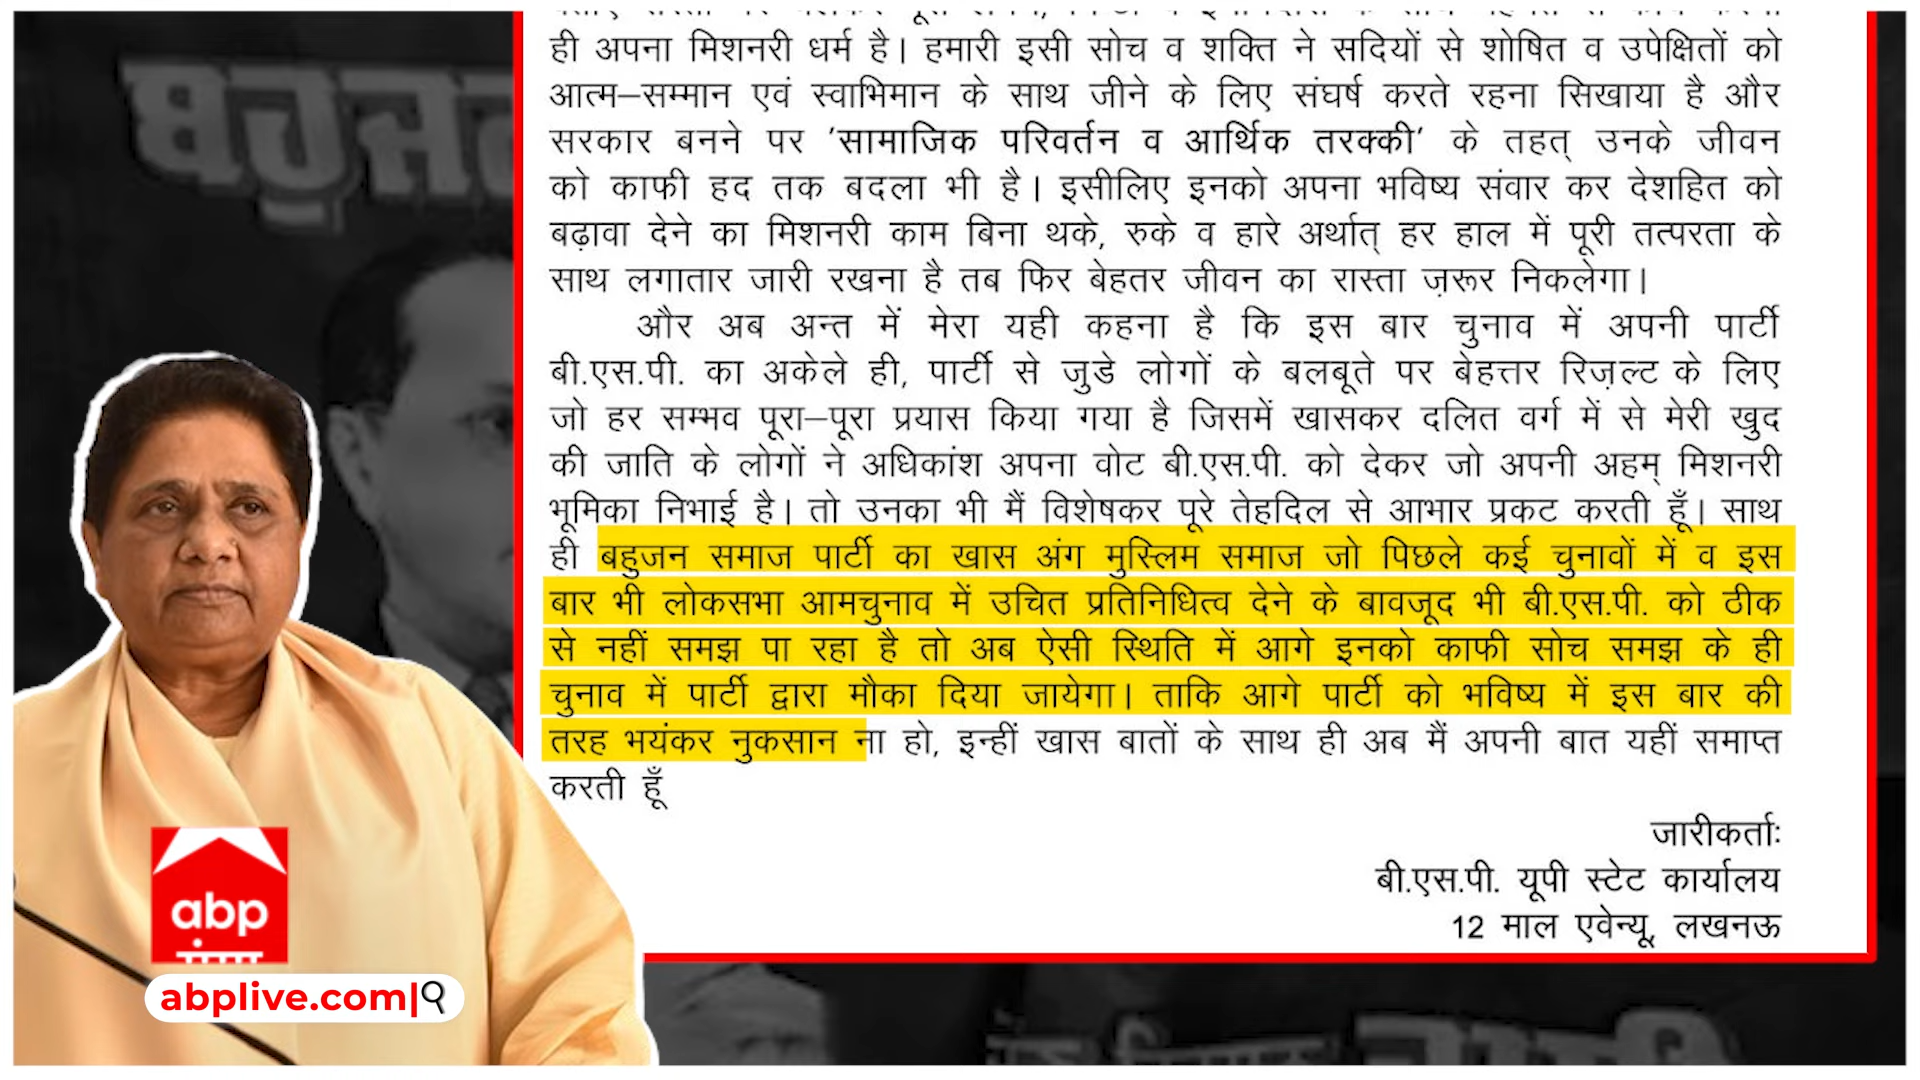 ही अपना मिशनरी धर्म है। हमारी इसी सोच व शक्ति ने सदियों से शोषित व उपेक्षितों को
आत्म–सम्मान एवं स्वाभिमान के साथ जीने के लिए संघर्ष करते रहना सिखाया है और
सरकार बनने पर ’सामाजिक परिवर्तन व आर्थिक तरक्की’ के तहत् उनके जीवन
को काफी हद तक बदला भी है। इसीलिए इनको अपना भविष्य संवार कर देशहित को
बढ़ावा देने का मिशनरी काम बिना थके, रुके व हारे अर्थात् हर हाल में पूरी तत्परता के
साथ लगातार जारी रखना है तब फिर बेहतर जीवन का रास्ता ज़रूर निकलेगा।
और अब अन्त में मेरा यही कहना है कि इस बार चुनाव में अपनी पार्टी
बी.एस.पी. का अकेले ही, पार्टी से जुडे लोगों के बलबूते पर बेहत्तर रिज़ल्ट के लिए
जो हर सम्भव पूरा–पूरा प्रयास किया गया है जिसमें खासकर दलित वर्ग में से मेरी खुद
की जाति के लोगों ने अधिकांश अपना वोट बी.एस.पी. को देकर जो अपनी अहम् मिशनरी
भूमिका निभाई है। तो उनका भी मैं विशेषकर पूरे तेहदिल से आभार प्रकट करती हूँ। साथ
ही बहुजन समाज पार्टी का खास अंग मुस्लिम समाज जो पिछले कई चुनावों में व इस
बार भी लोकसभा आमचुनाव में उचित प्रतिनिधित्व देने के बावजूद भी बी.एस.पी. को ठीक
से नहीं समझ पा रहा है तो अब ऐसी स्थिति में आगे इनको काफी सोच समझ के ही
चुनाव में पार्टी द्वारा मौका दिया जायेगा। ताकि आगे पार्टी को भविष्य में इस बार की
तरह भयंकर नुकसान ना हो, इन्हीं खास बातों के साथ ही अब मैं अपनी बात यहीं समाप्त
करती हूँ
जारीकर्ताः
बी.एस.पी. यूपी स्टेट कार्यालय
12 माल एवेन्यू, लखनऊ
abp
abplive.com